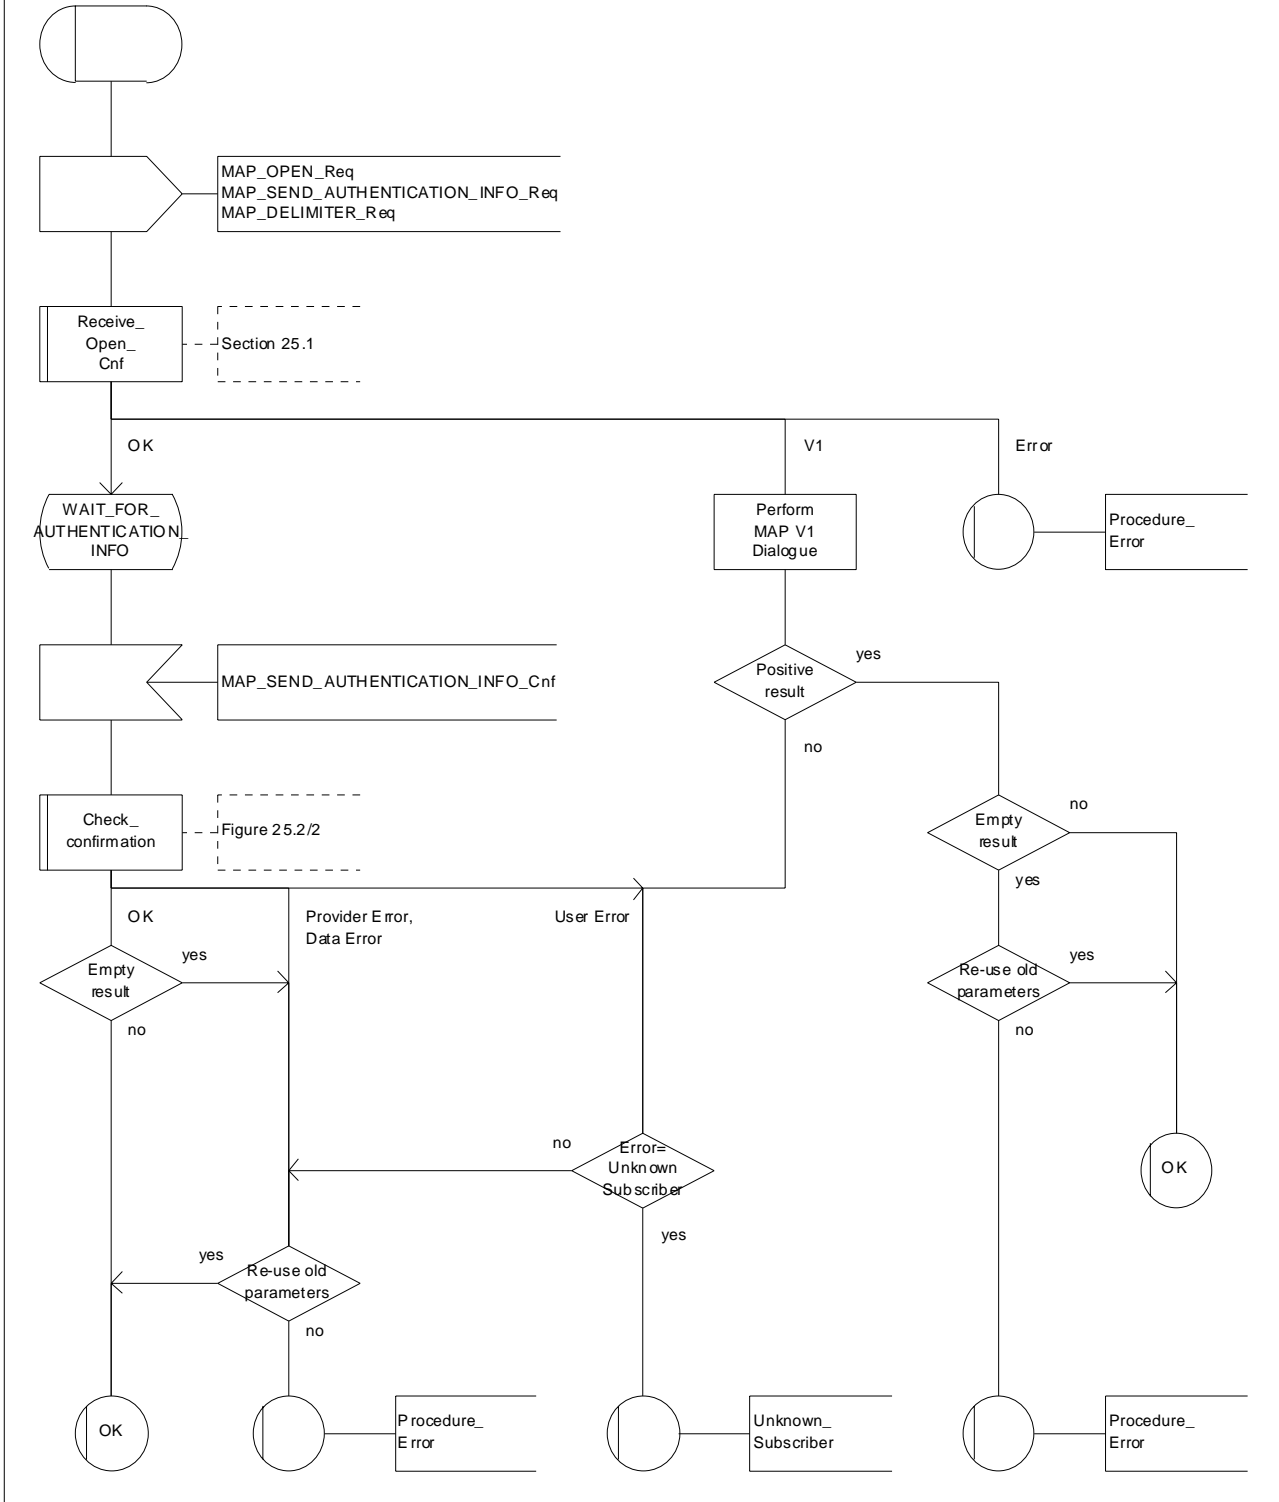 MAP_OPEN_Req
MAP_SEND_AUTHENTICATION_INFO_Req
MAP_DELIMITER_Req
Receive_
Open_
Cnf
Section 25.1
OK
V1
Error
WAIT_FOR_
AUTHENTICATION_
INFO
Perform
MAP V1
Dialogue
Procedure_
Error
MAP_SEND_AUTHENTICATION_INFO_Cnf
Positive
result
yes
no
Check_
confirmation
Figure 25.2/2
Empty
result
no
yes
OK
Provider Error,
Data Error
User Error
Empty
result
yes
no
Re-use old
parameters
yes
no
Error=
Unknown
Subscriber
no
yes
OK
Re-use old
parameters
yes
no
OK
Procedure_
Error
Unknown_
Subscriber
Procedure_
Error